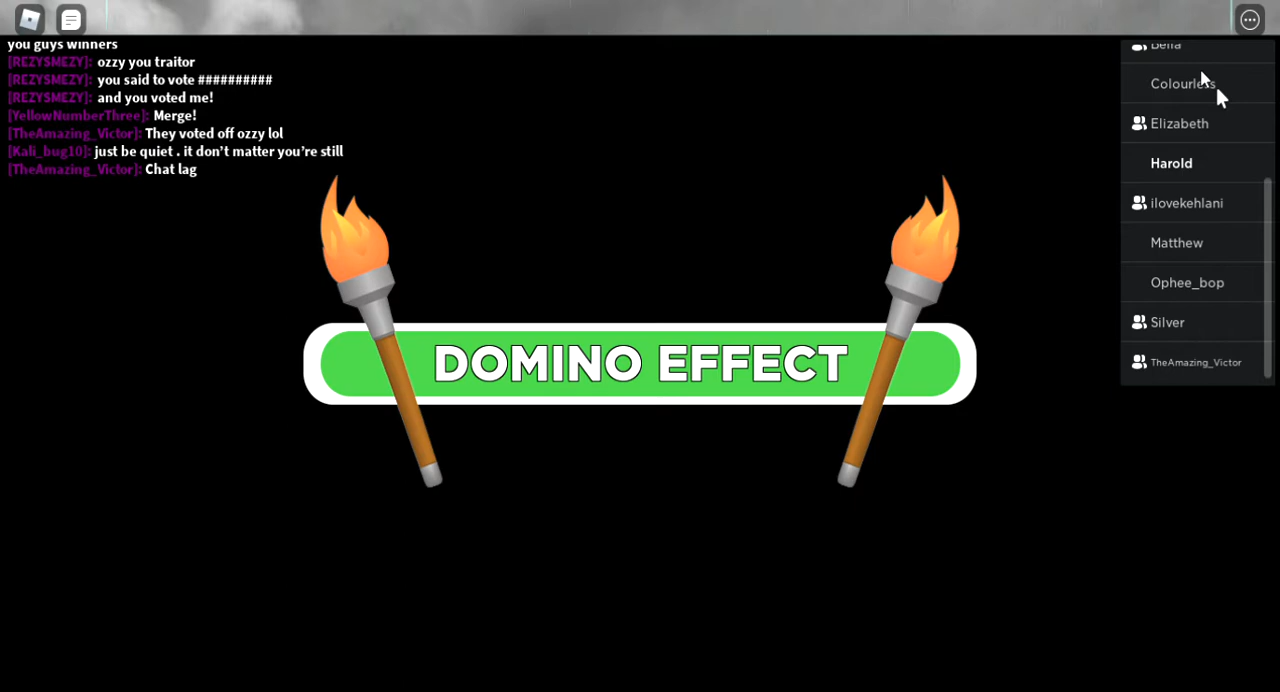 you guys winners
[REZYSMEZY]: ozzy you traitor
[REZYSMEZY]: you said to vote ##########
[REZYSMEZY]: and you voted me!
[YellowNumberThree]: Merge!
[TheAmazing_Victor]: They voted off ozzy lol
[Kali_bug10]: just be quiet . it don’t matter you’re still
[TheAmazing_Victor]: Chat lag
DOMINO EFFECT
Bella
Colourless
Elizabeth
Harold
ilovekehlani
Matthew
Ophee_bop
Silver
TheAmazing_Victor